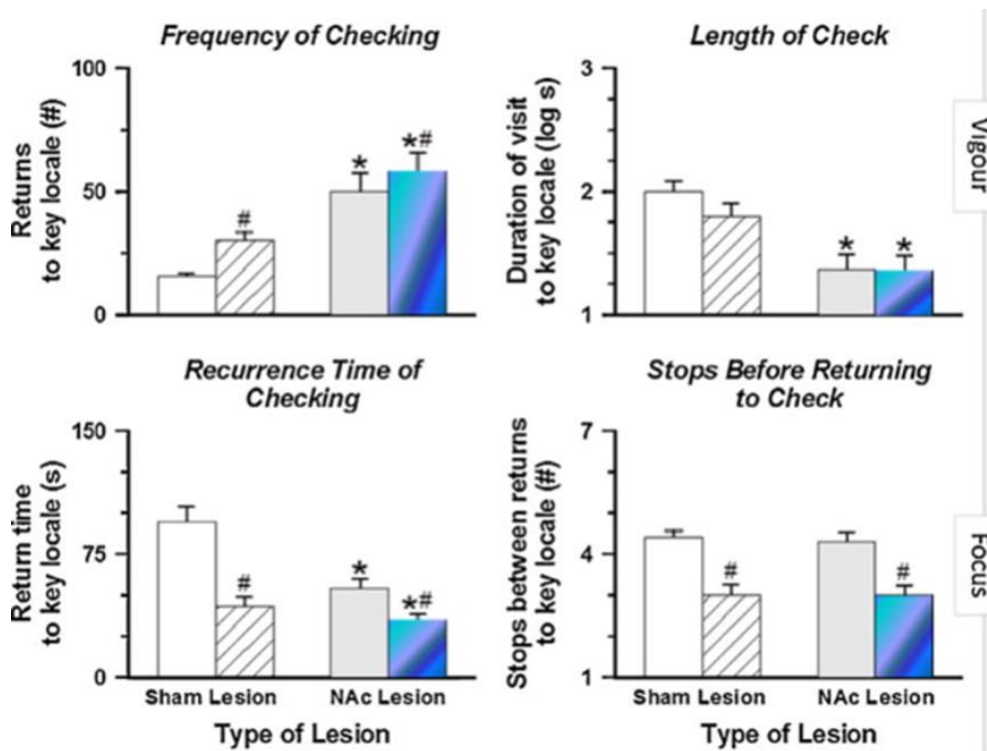 Frequency of Checking
100
50
0
Returns
to key locale (#)
#
*
*#
Length of Check
3
2
1
Duration of visit
to key locale (log s)
*
*
Vigour
Recurrence Time of
Checking
150
75
0
Return time
to key locale (s)
#
*
*#
Sham Lesion NAc Lesion
Type of Lesion
Stops Before Returning
to Check
7
4
1
Stops between returns
to key locale (#)
#
#
Sham Lesion NAc Lesion
Type of Lesion
Focus